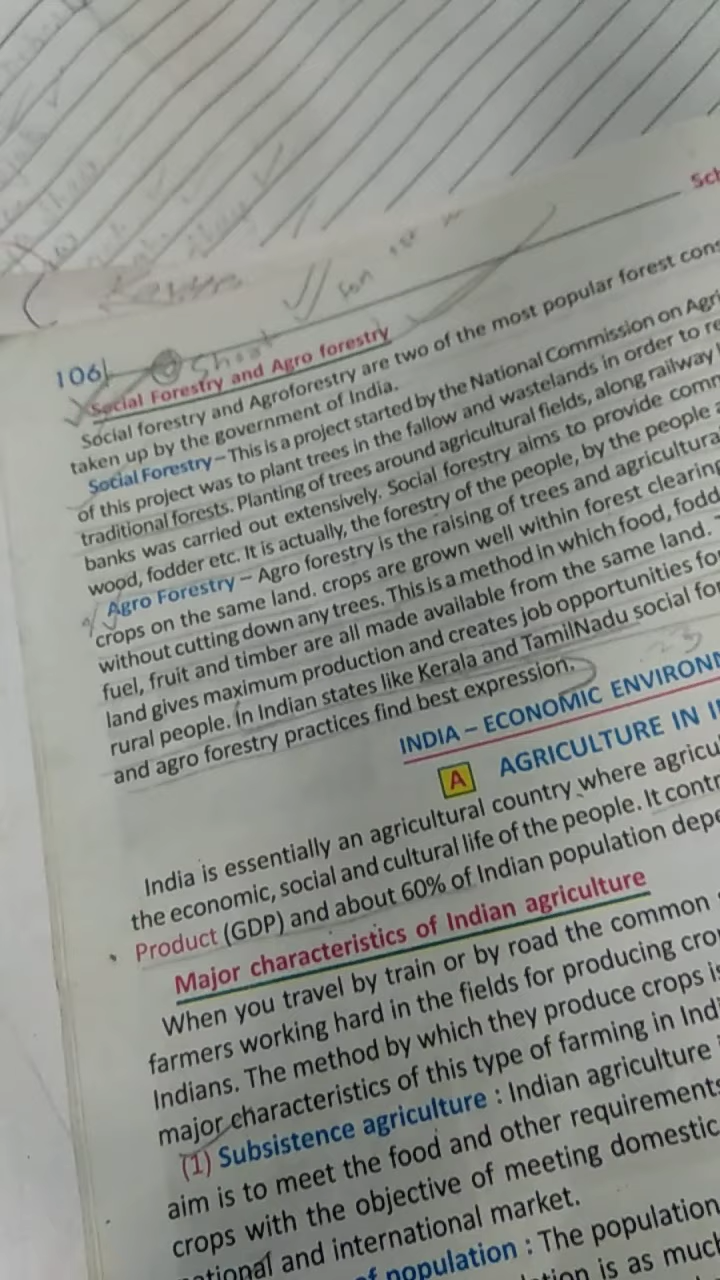 Sch
106
Short
Social Forestry and Agro forestry
Social forestry and Agroforestry are two of the most popular forest cons
taken up by the government of India.
Social Forestry – This is a project started by the National Commission on Agri
of this project was to plant trees in the fallow and wastelands in order to re
traditional forests. Planting of trees around agricultural fields, along railway
banks was carried out extensively. Social forestry aims to provide comm
wood, fodder etc. It is actually, the forestry of the people, by the people
Agro Forestry – Agro forestry is the raising of trees and agricultura
crops on the same land. crops are grown well within forest clearing
without cutting down any trees. This is a method in which food, fodd
fuel, fruit and timber are all made available from the same land.
land gives maximum production and creates job opportunities fo
rural people. In Indian states like Kerala and TamilNadu social for
and agro forestry practices find best expression.
INDIA – ECONOMIC ENVIRON
A AGRICULTURE IN I
India is essentially an agricultural country where agricu
the economic, social and cultural life of the people. It contr
Product (GDP) and about 60% of Indian population depe
Major characteristics of Indian agriculture
When you travel by train or by road the common
farmers working hard in the fields for producing cro
Indians. The method by which they produce crops is
major characteristics of this type of farming in Ind
(1) Subsistence agriculture : Indian agriculture
aim is to meet the food and other requirements
crops with the objective of meeting domestic
national and international market.
of population : The population
is as much